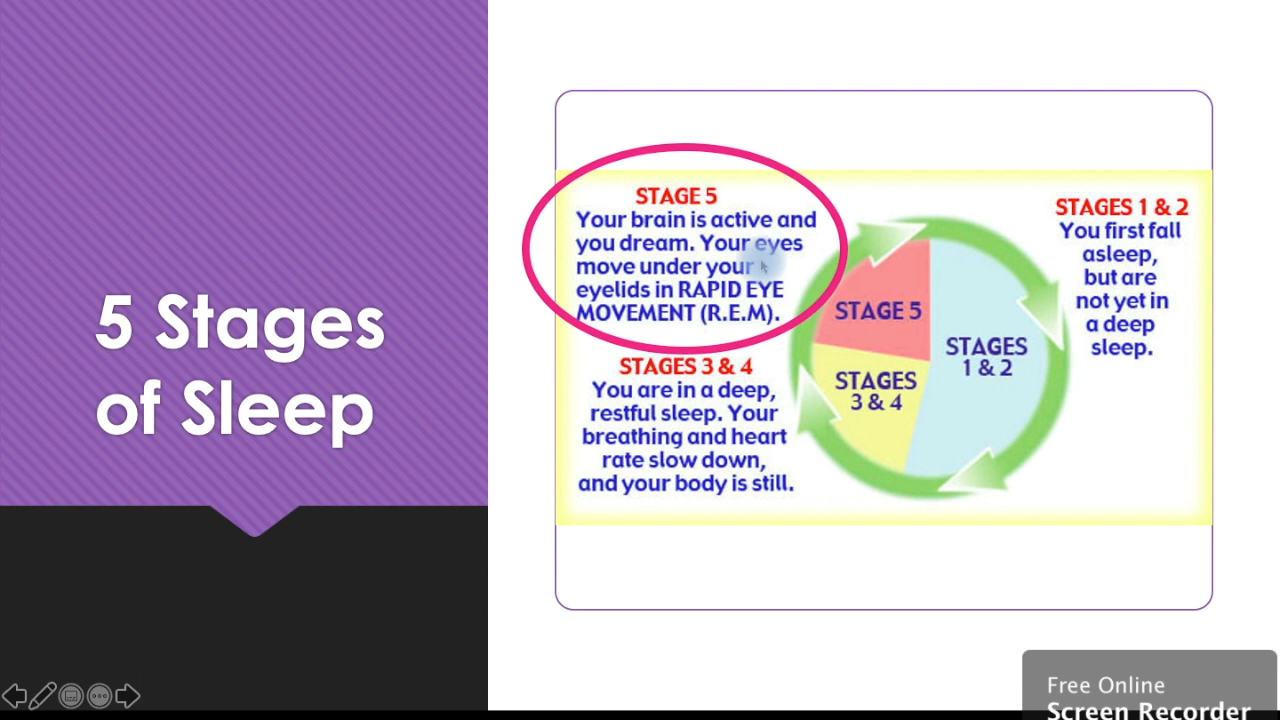 5 Stages
of Sleep
STAGE 5
Your brain is active and
you dream. Your eyes
move under your
eyelids in RAPID EYE
MOVEMENT (R.E.M).
STAGES 3 & 4
You are in a deep,
restful sleep. Your
breathing and heart
rate slow down,
and your body is still.
STAGE 5
STAGES
3 & 4
STAGES
1 & 2
STAGES 1 & 2
You first fall
asleep,
but are
not yet in
a deep
sleep.
Free Online
Screen Recorder